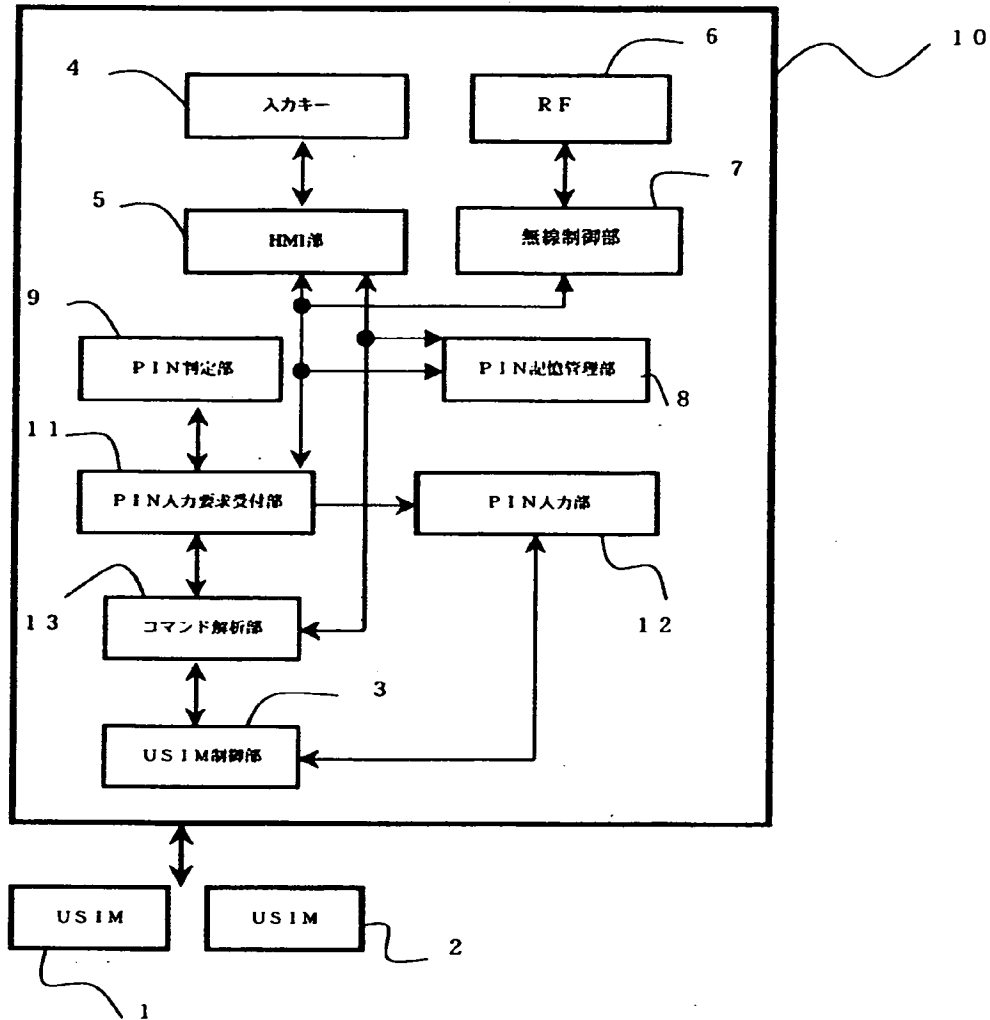 6
10
4
入力キー
RF
7
5
HMI部
無線制御部
9
PIN判定部
PIN記憶管理部
8
11
PIN入力要求受付部
PIN入力部
13
コマンド解析部
12
3
USIM制御部
USIM
USIM
2
1